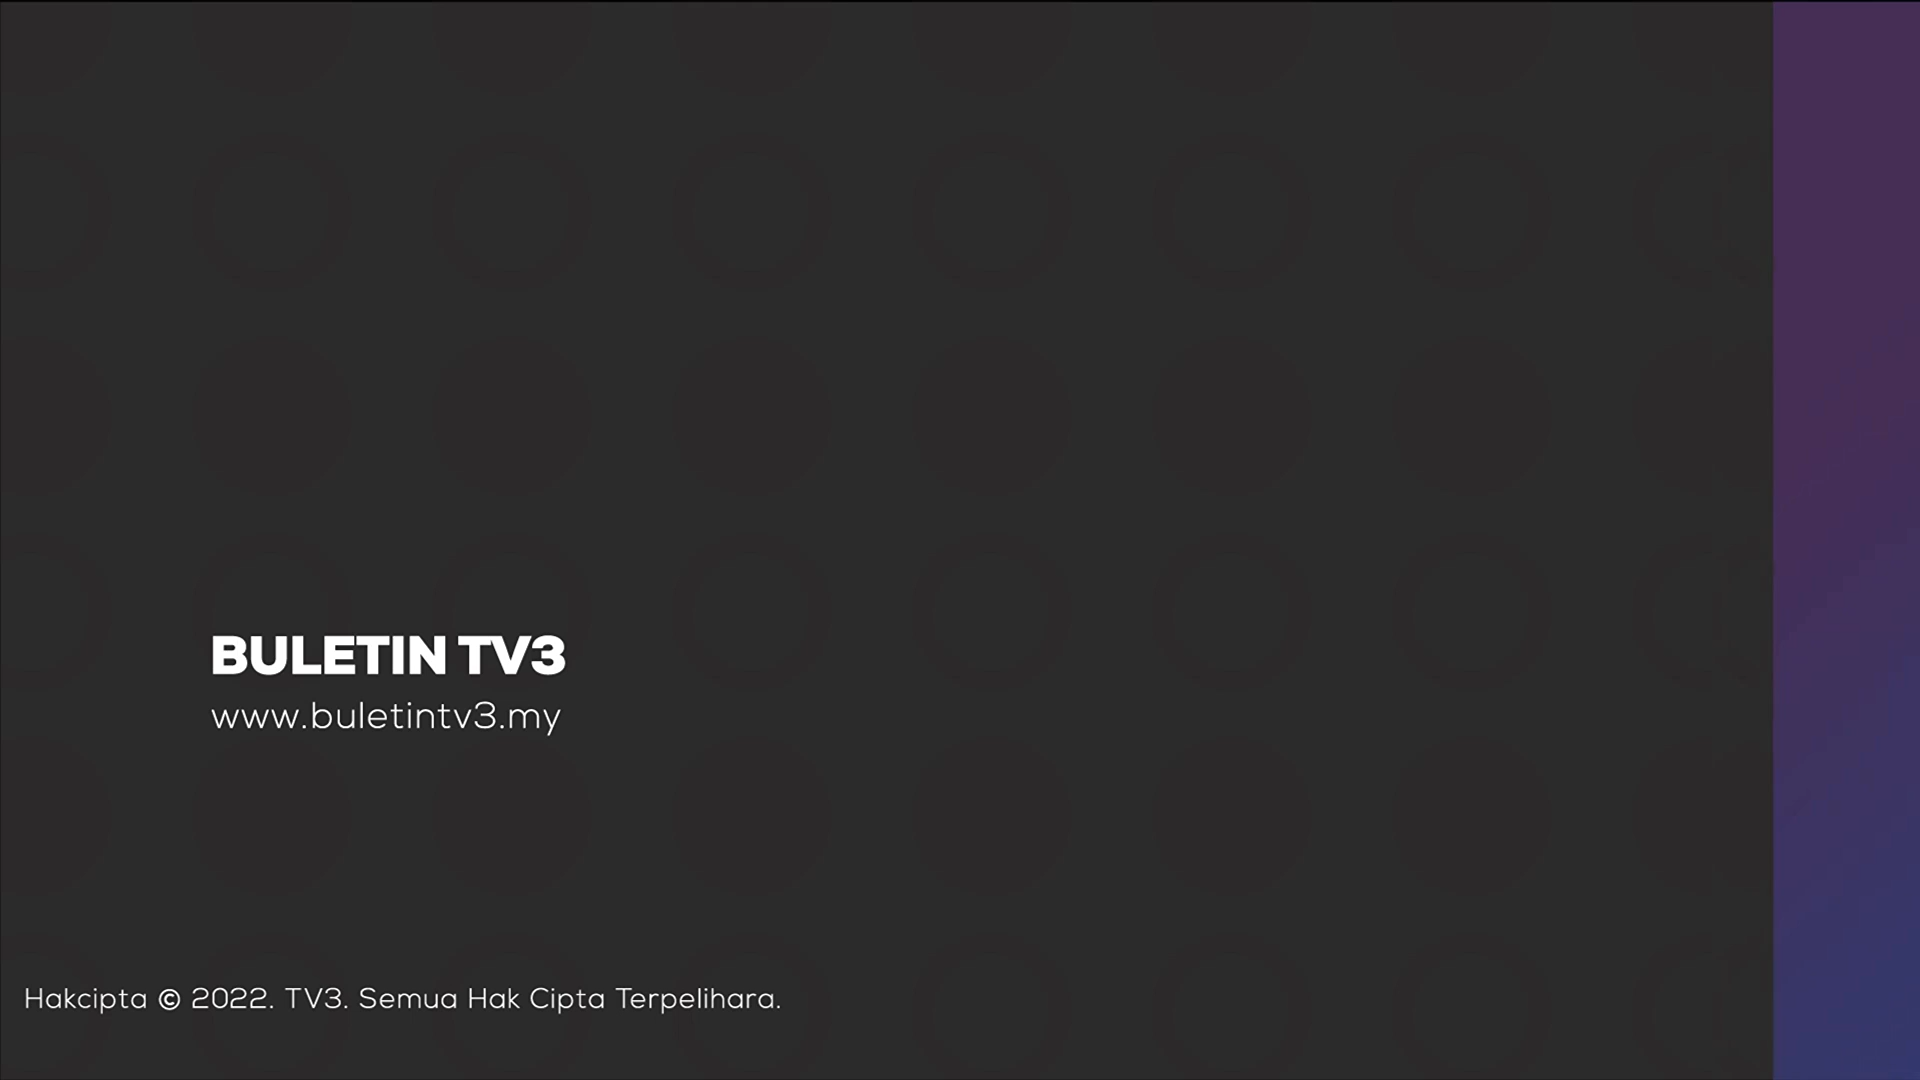 BULETIN TV3
www.buletintv3.my
Hakcipta © 2022. TV3. Semua Hak Cipta Terpelihara.